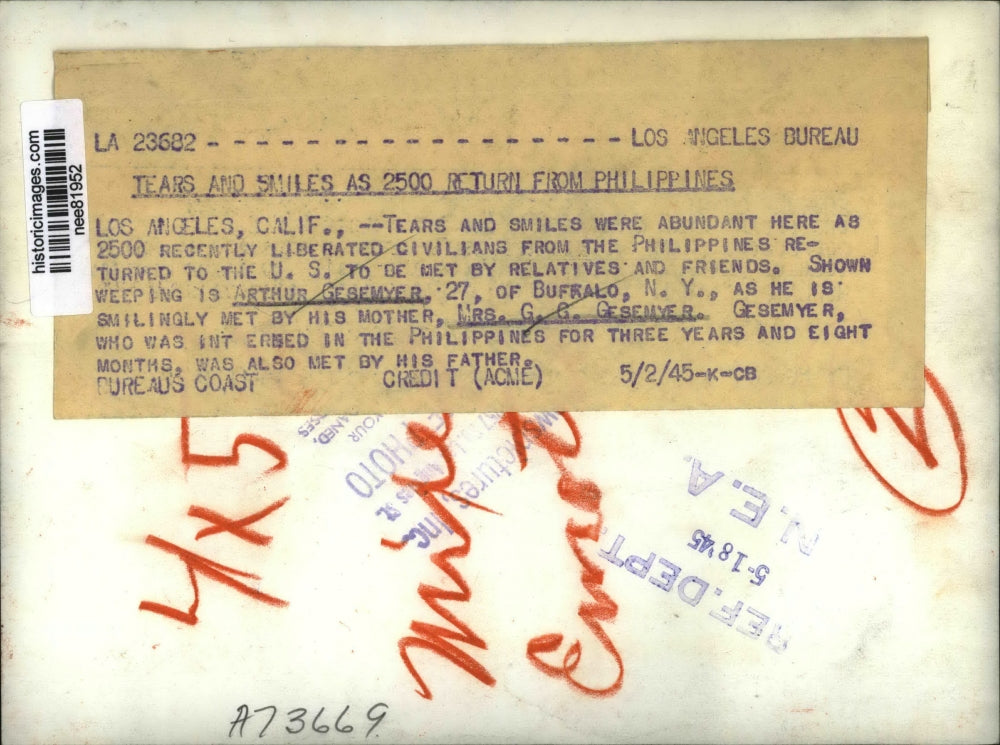 LA 23682 - - - - - - - - - - - - - - - - - - LOS ANGELES BUREAU
TEARS AND SMILES AS 2500 RETURN FROM PHILIPPINES
LOS ANGELES, CALIF., --TEARS AND SMILES WERE ABUNDANT HERE AS
2500 RECENTLY LIBERATED CIVILIANS FROM THE PHILIPPINES RE-
TURNED TO THE U. S. TO BE MET BY RELATIVES AND FRIENDS. SHOWN
WEEPING IS ARTHUR GESEMYER, 27, OF BUFFALO, N. Y., AS HE IS
SMILINGLY MET BY HIS MOTHER, MRS. G. G. GESEMYER. GESEMYER,
WHO WAS INT ERNED IN THE PHILIPPINES FOR THREE YEARS AND EIGHT
MONTHS, WAS ALSO MET BY HIS FATHER.
BUREAUS COAST CREDIT (ACME) 5/2/45-K-CB
historicimages.com
nee81952
4x5
PHOTO
Inc.
REF. DEPT.
5-18'45
N.E.A.
2
A73669